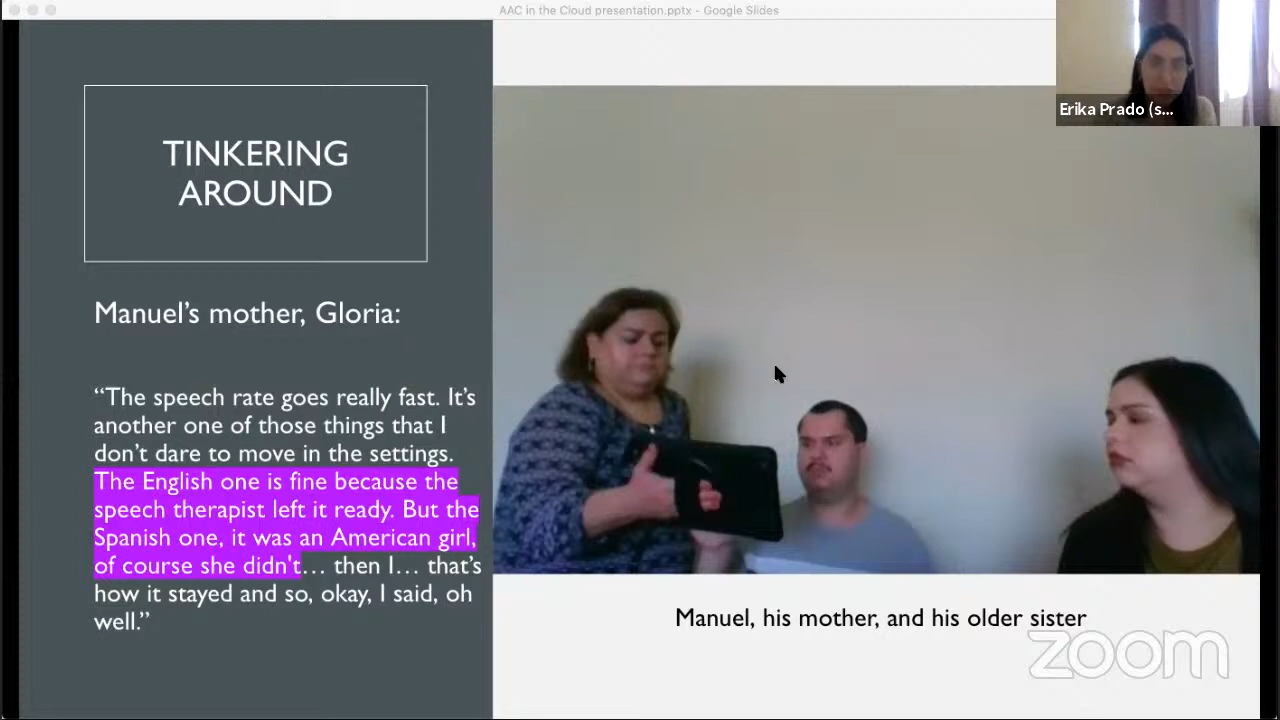 AAC in the Cloud presentation.pptx - Google Slides
Erika Prado (s...
TINKERING
AROUND
Manuel’s mother, Gloria:
“The speech rate goes really fast. It’s
another one of those things that I
don’t dare to move in the settings.
The English one is fine because the
speech therapist left it ready. But the
Spanish one, it was an American girl,
of course she didn't… then I… that’s
how it stayed and so, okay, I said, oh
well.”
Manuel, his mother, and his older sister
zoom